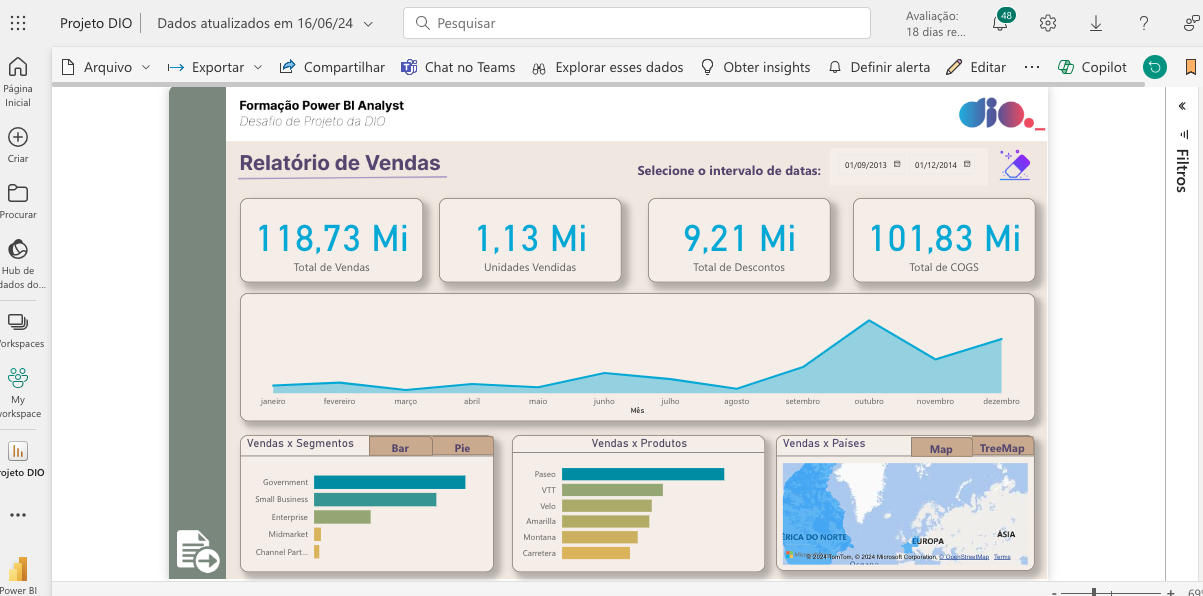 Projeto DIO
Dados atualizados em 16/06/24
Pesquisar
Avaliação:
18 dias re...
48
?
Arquivo
Exportar
Compartilhar
Chat no Teams
Explorar esses dados
Obter insights
Definir alerta
Editar
...
Copilot
Página
Inicial
Criar
Procurar
Hub de
dados do...
orkspaces
My
workspace
rojeto DIO
...
Power BI
Filtros
Formação Power BI Analyst
Desafio de Projeto da DIO
dio._
Relatório de Vendas
Selecione o intervalo de datas:
01/09/2013
01/12/2014
118,73 Mi
Total de Vendas
1,13 Mi
Unidades Vendidas
9,21 Mi
Total de Descontos
101,83 Mi
Total de COGS
janeiro fevereiro março abril maio junho julho agosto setembro outubro novembro dezembro
Mês
Vendas x Segmentos
Bar
Pie
Government
Small Business
Enterprise
Midmarket
Channel Part...
Vendas x Produtos
Paseo
VTT
Velo
Amarilla
Montana
Carretera
Vendas x Países
Map
TreeMap
ÉRICA DO NORTE
EUROPA
ÁSIA
© 2024 TomTom, © 2024 Microsoft Corporation, © OpenStreetMap Terms
- +